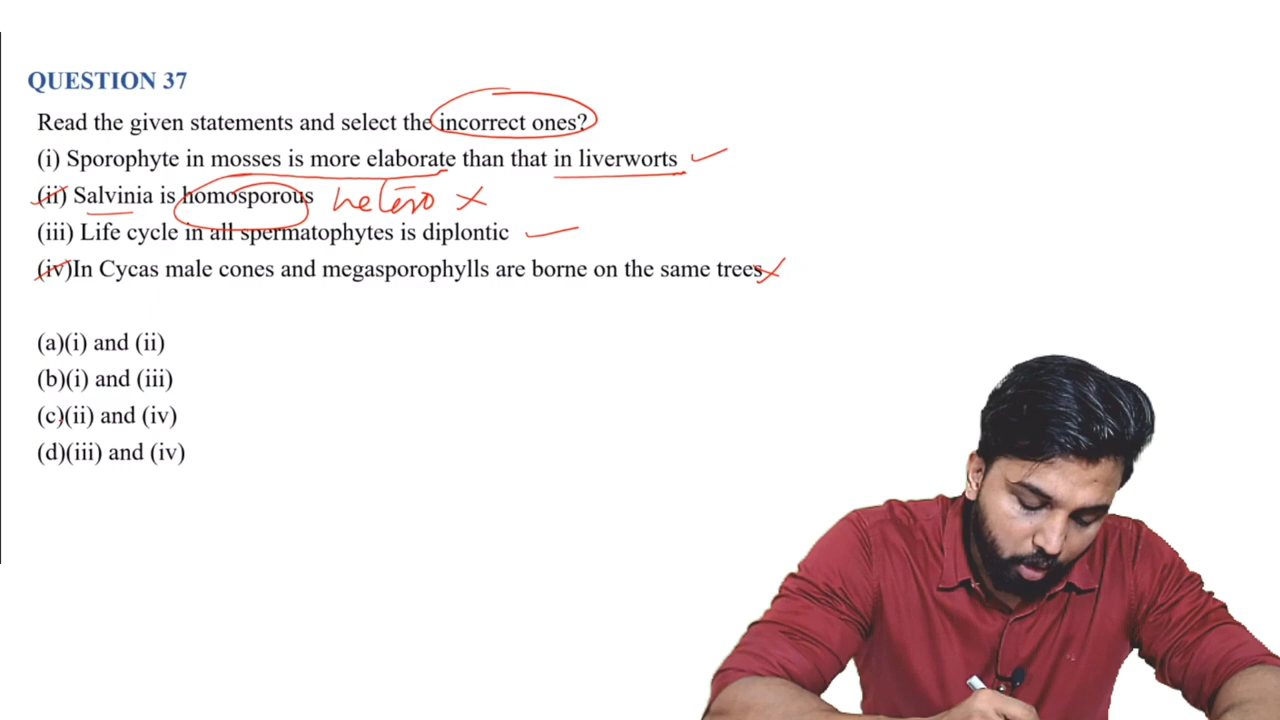 QUESTION 37
Read the given statements and select the incorrect ones?
(i) Sporophyte in mosses is more elaborate than that in liverworts
(ii) Salvinia is homosporous hetero
(iii) Life cycle in all spermatophytes is diplontic
(iv)In Cycas male cones and megasporophylls are borne on the same trees
(a)(i) and (ii)
(b)(i) and (iii)
(c)(ii) and (iv)
(d)(iii) and (iv)